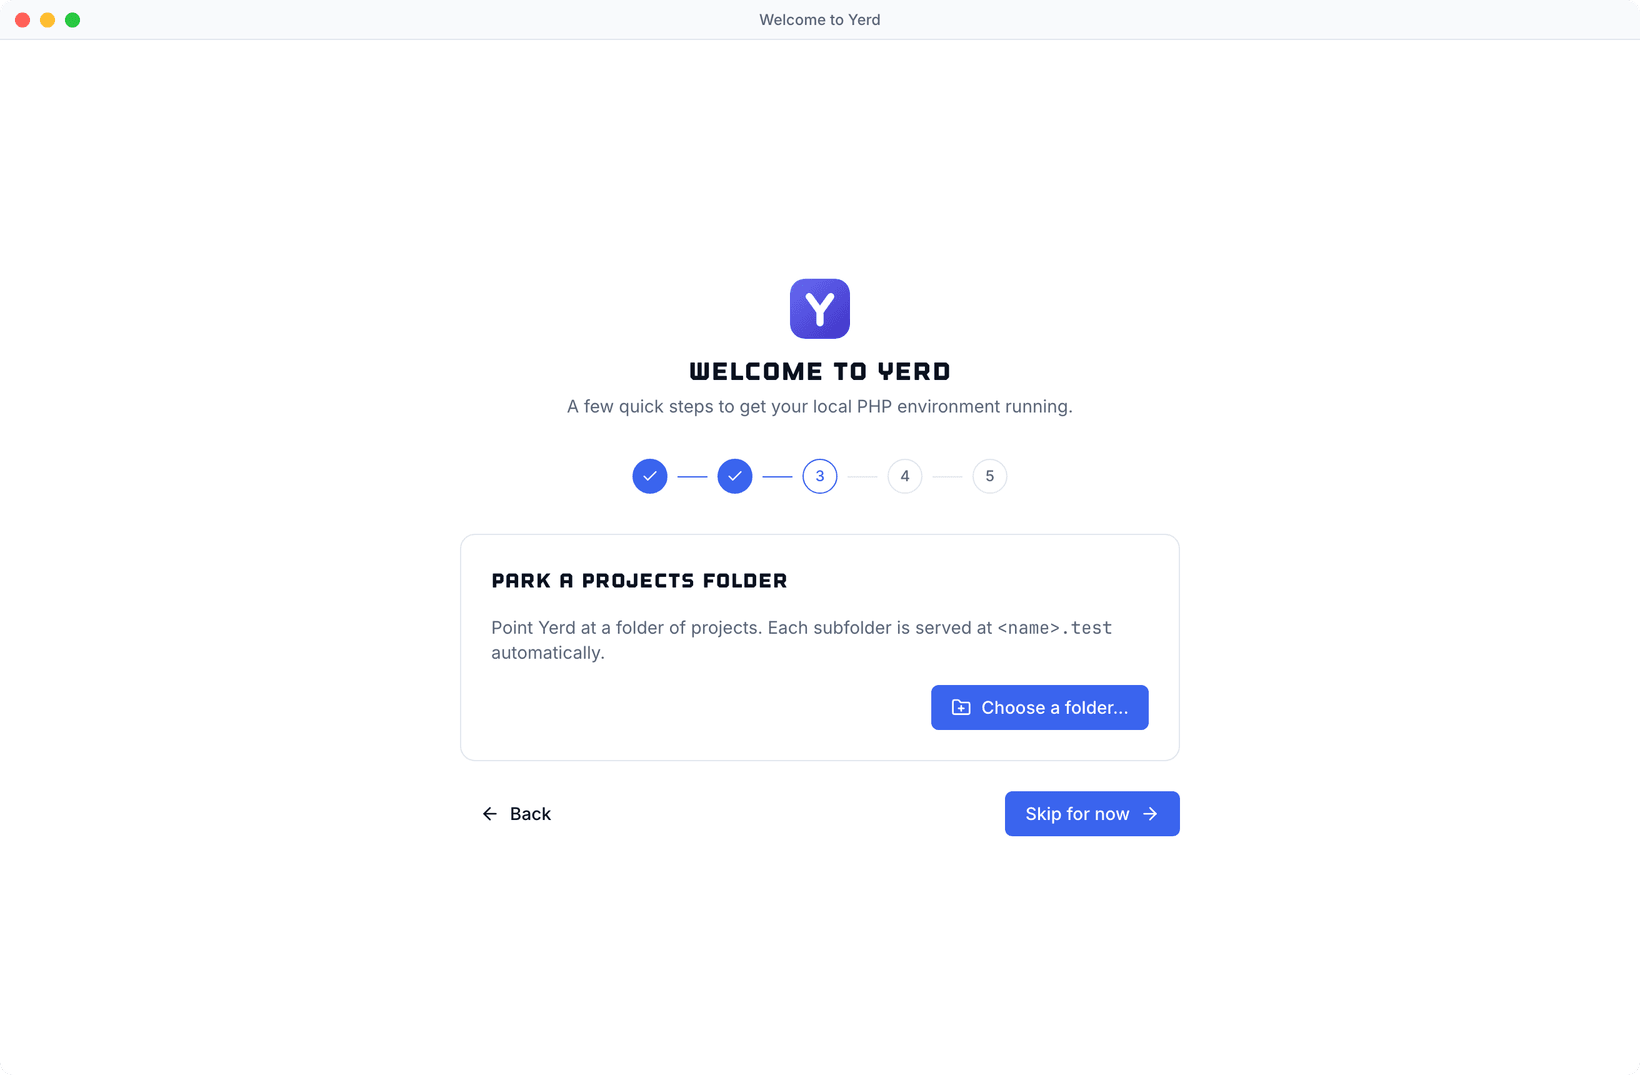 Welcome to Yerd
Y
WELCOME TO YERD
A few quick steps to get your local PHP environment running.
3 4 5
PARK A PROJECTS FOLDER
Point Yerd at a folder of projects. Each subfolder is served at <name>.test
automatically.
Choose a folder...
Back
Skip for now